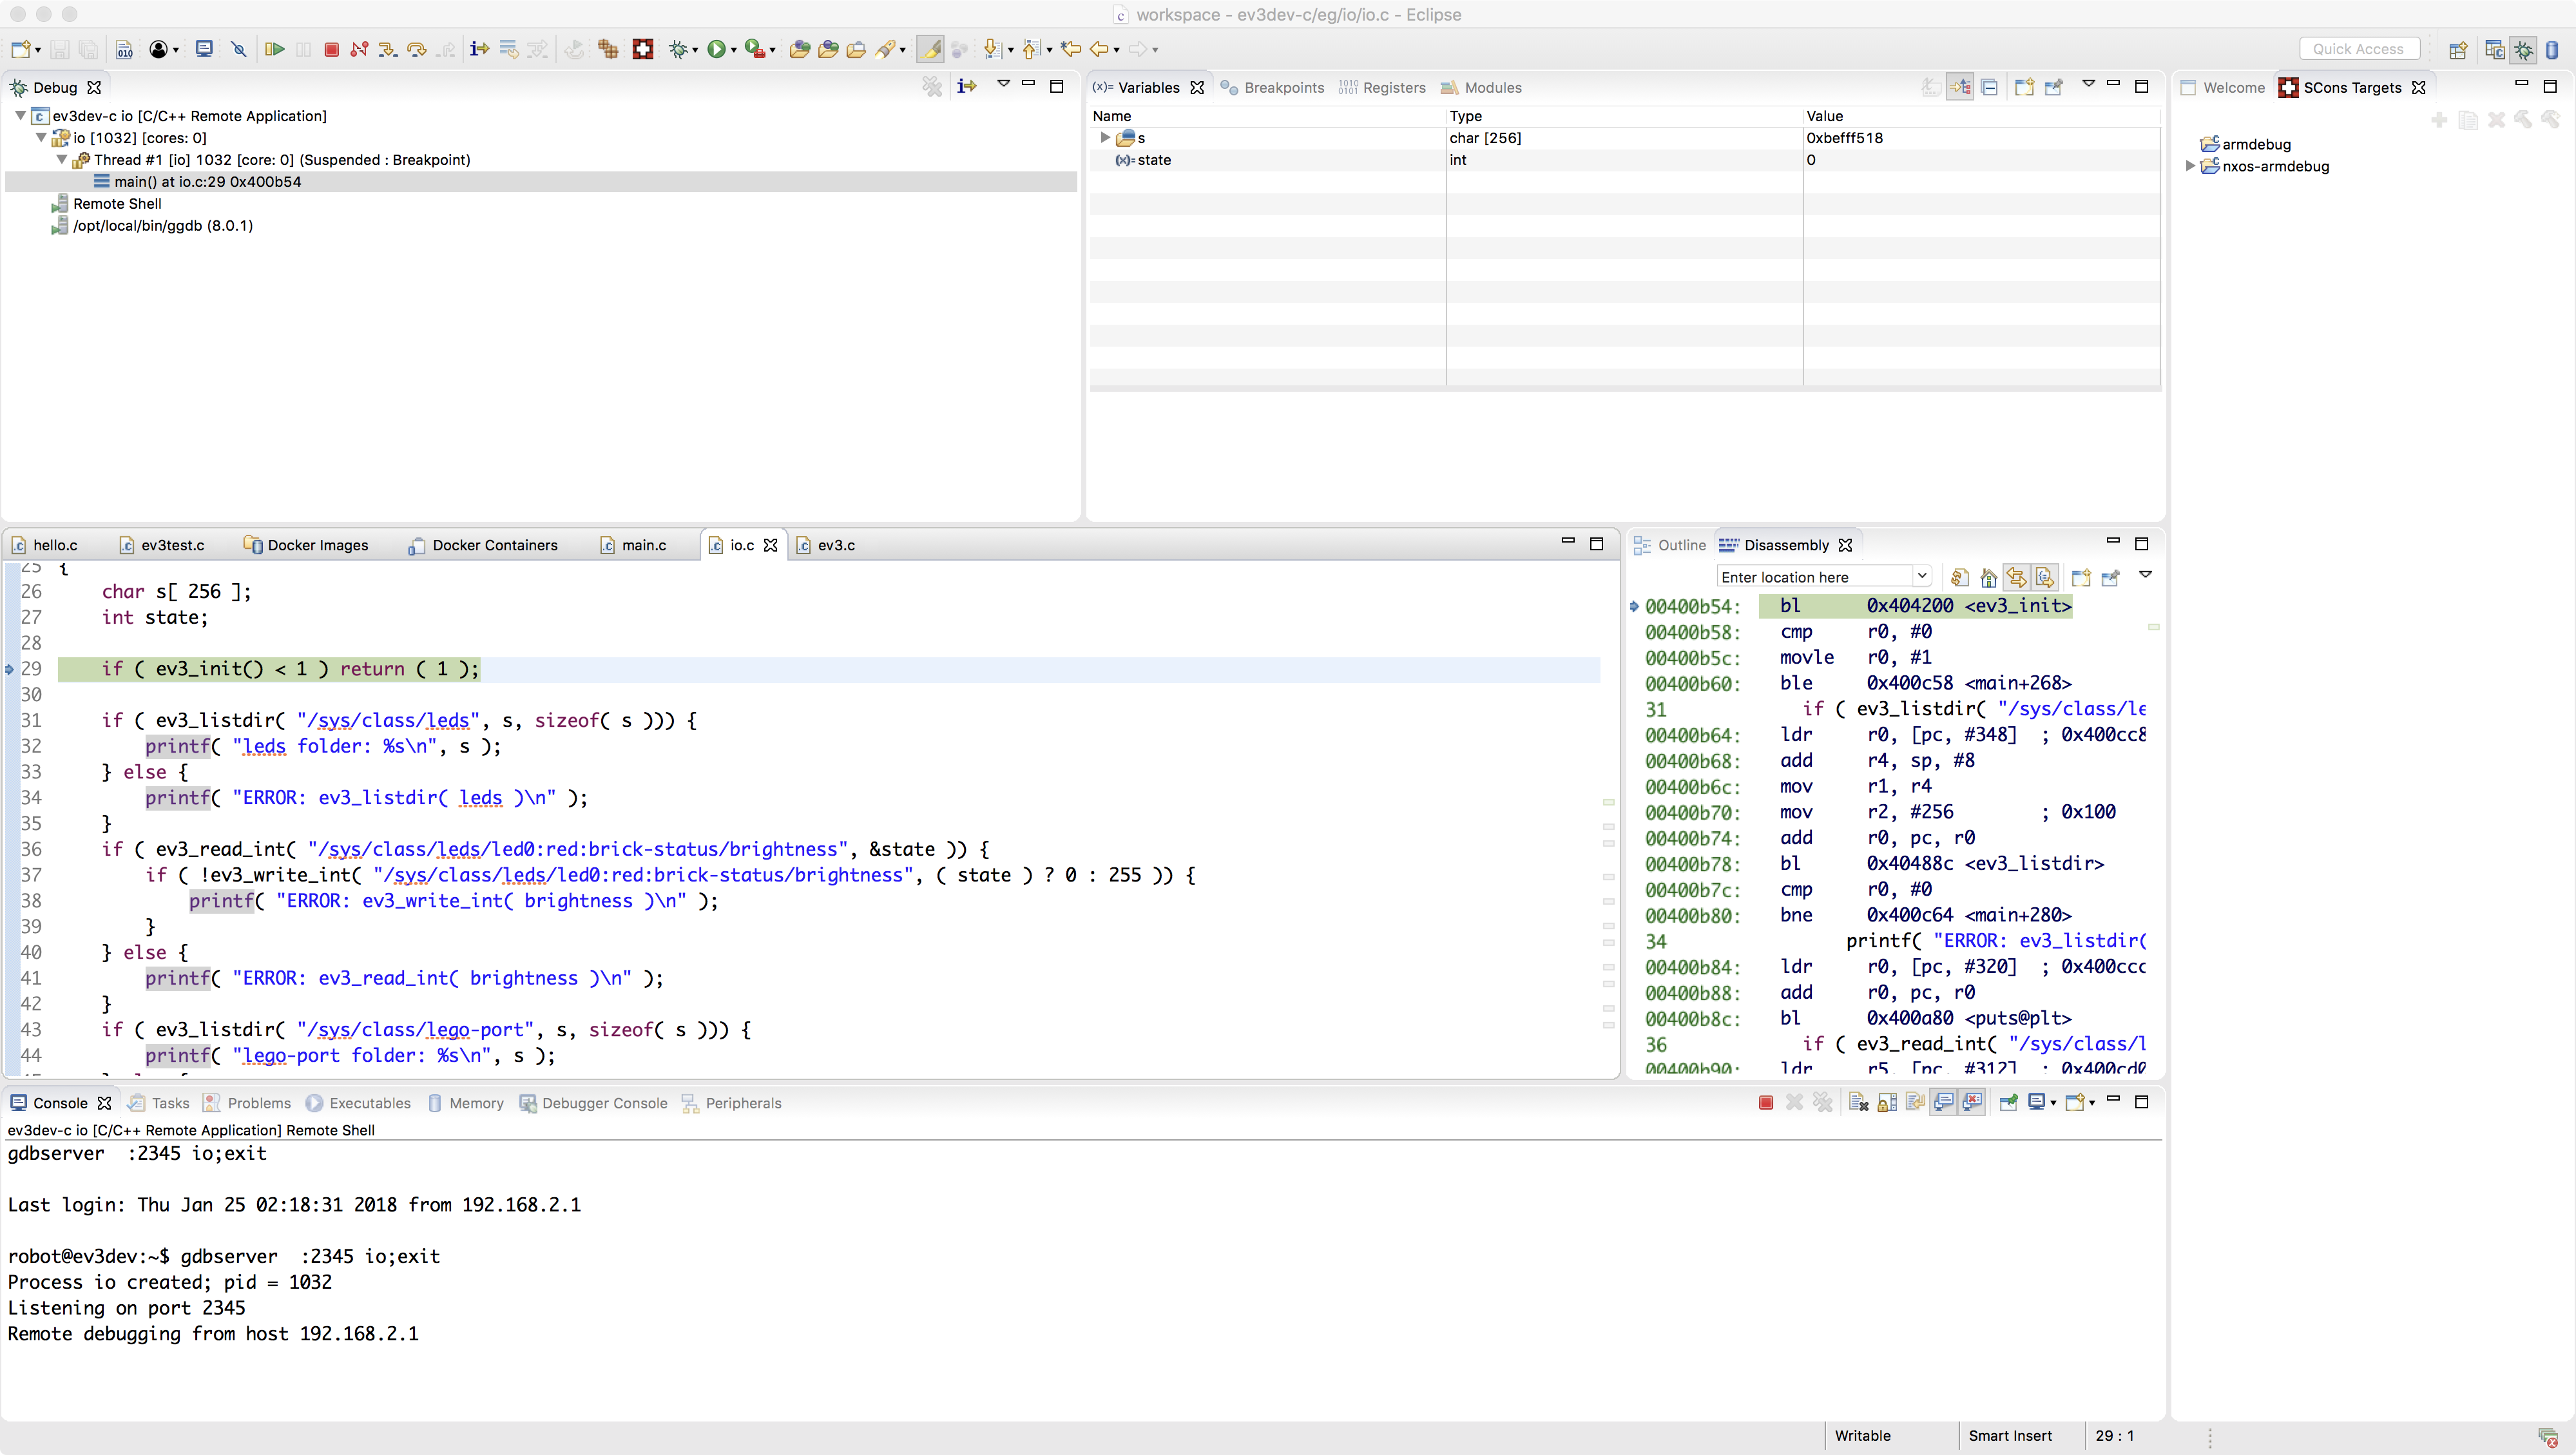 workspace - ev3dev-c/eg/io/io.c - Eclipse
Quick Access
Debug
ev3dev-c io [C/C++ Remote Application]
io [1032] [cores: 0]
Thread #1 [io] 1032 [core: 0] (Suspended : Breakpoint)
main() at io.c:29 0x400b54
Remote Shell
/opt/local/bin/ggdb (8.0.1)
(x)= Variables Breakpoints Registers Modules
Name Type Value
s char [256] 0xbefff518
(x)= state int 0
Welcome SCons Targets
armdebug
nxos-armdebug
hello.c ev3test.c Docker Images Docker Containers main.c io.c ev3.c
25 {
26 char s[ 256 ];
27 int state;
28
29 if ( ev3_init() < 1 ) return ( 1 );
30
31 if ( ev3_listdir( "/sys/class/leds", s, sizeof( s ))) {
32 printf( "leds folder: %s\n", s );
33 } else {
34 printf( "ERROR: ev3_listdir( leds )\n" );
35 }
36 if ( ev3_read_int( "/sys/class/leds/led0:red:brick-status/brightness", &state )) {
37 if ( !ev3_write_int( "/sys/class/leds/led0:red:brick-status/brightness", ( state ) ? 0 : 255 )) {
38 printf( "ERROR: ev3_write_int( brightness )\n" );
39 }
40 } else {
41 printf( "ERROR: ev3_read_int( brightness )\n" );
42 }
43 if ( ev3_listdir( "/sys/class/lego-port", s, sizeof( s ))) {
44 printf( "lego-port folder: %s\n", s );
Outline Disassembly
Enter location here
00400b54: bl 0x404200 <ev3_init>
00400b58: cmp r0, #0
00400b5c: movle r0, #1
00400b60: ble 0x400c58 <main+268>
31 if ( ev3_listdir( "/sys/class/le
00400b64: ldr r0, [pc, #348] ; 0x400cc8
00400b68: add r4, sp, #8
00400b6c: mov r1, r4
00400b70: mov r2, #256 ; 0x100
00400b74: add r0, pc, r0
00400b78: bl 0x40488c <ev3_listdir>
00400b7c: cmp r0, #0
00400b80: bne 0x400c64 <main+280>
34 printf( "ERROR: ev3_listdir(
00400b84: ldr r0, [pc, #320] ; 0x400ccc
00400b88: add r0, pc, r0
00400b8c: bl 0x400a80 <puts@plt>
36 if ( ev3_read_int( "/sys/class/l
00400b90: ldr r5, [pc, #312] ; 0x400cd0
Console Tasks Problems Executables Memory Debugger Console Peripherals
ev3dev-c io [C/C++ Remote Application] Remote Shell
gdbserver  :2345 io;exit
Last login: Thu Jan 25 02:18:31 2018 from 192.168.2.1
robot@ev3dev:~$ gdbserver  :2345 io;exit
Process io created; pid = 1032
Listening on port 2345
Remote debugging from host 192.168.2.1
Writable Smart Insert 29 : 1